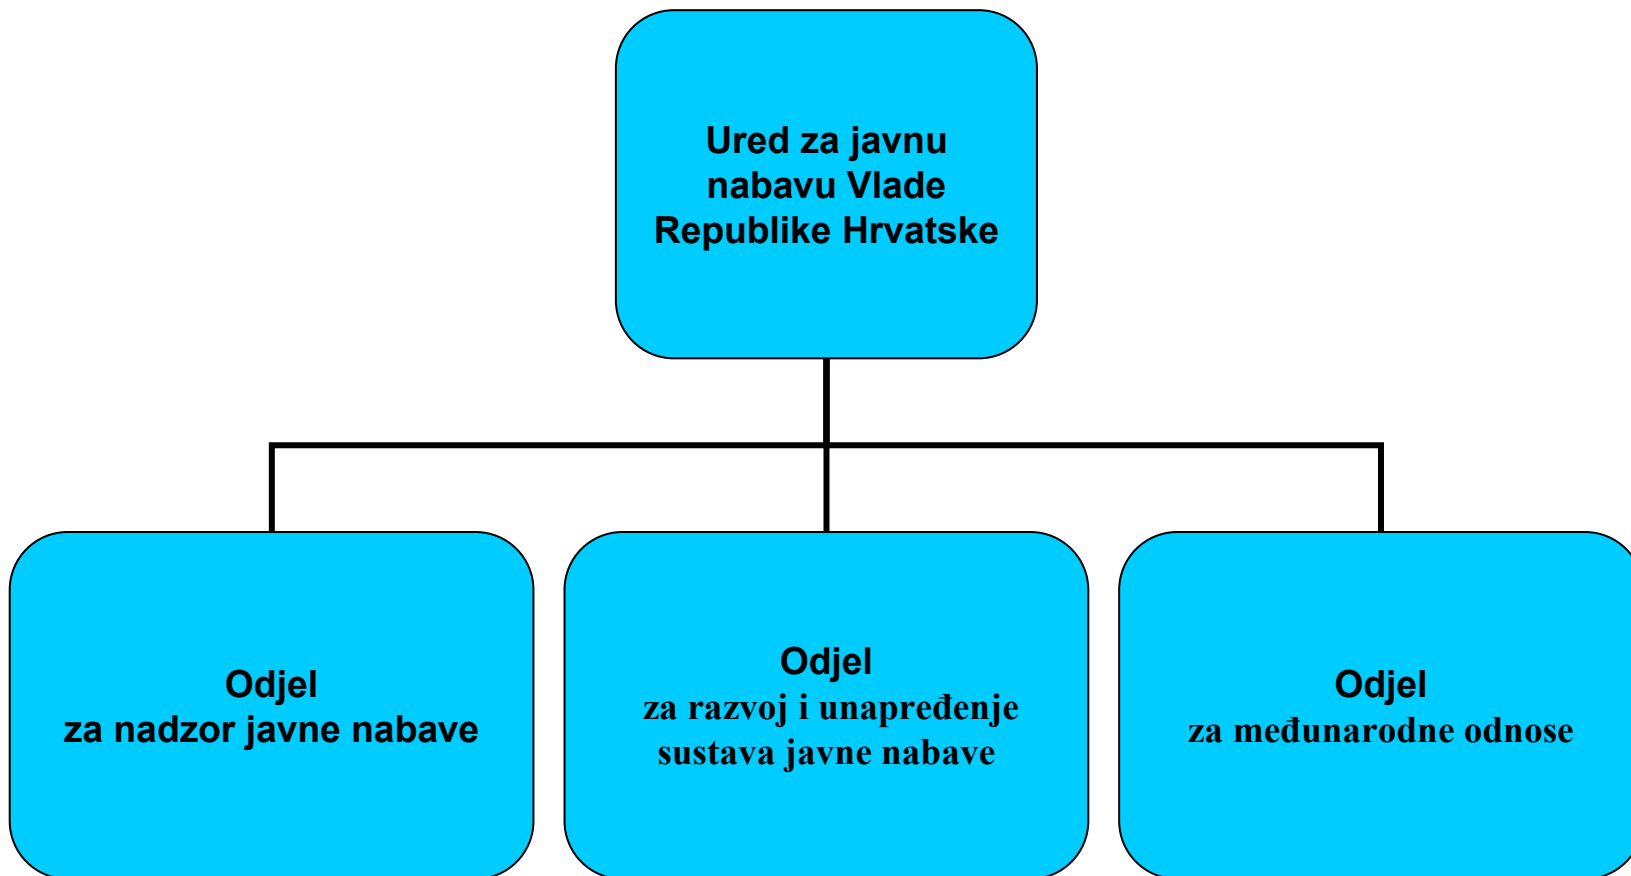 Ured za javnu
nabavu Vlade
Republike Hrvatske
Odjel
za nadzor javne nabave
Odjel
za razvoj i unapređenje
sustava javne nabave
Odjel
za međunarodne odnose